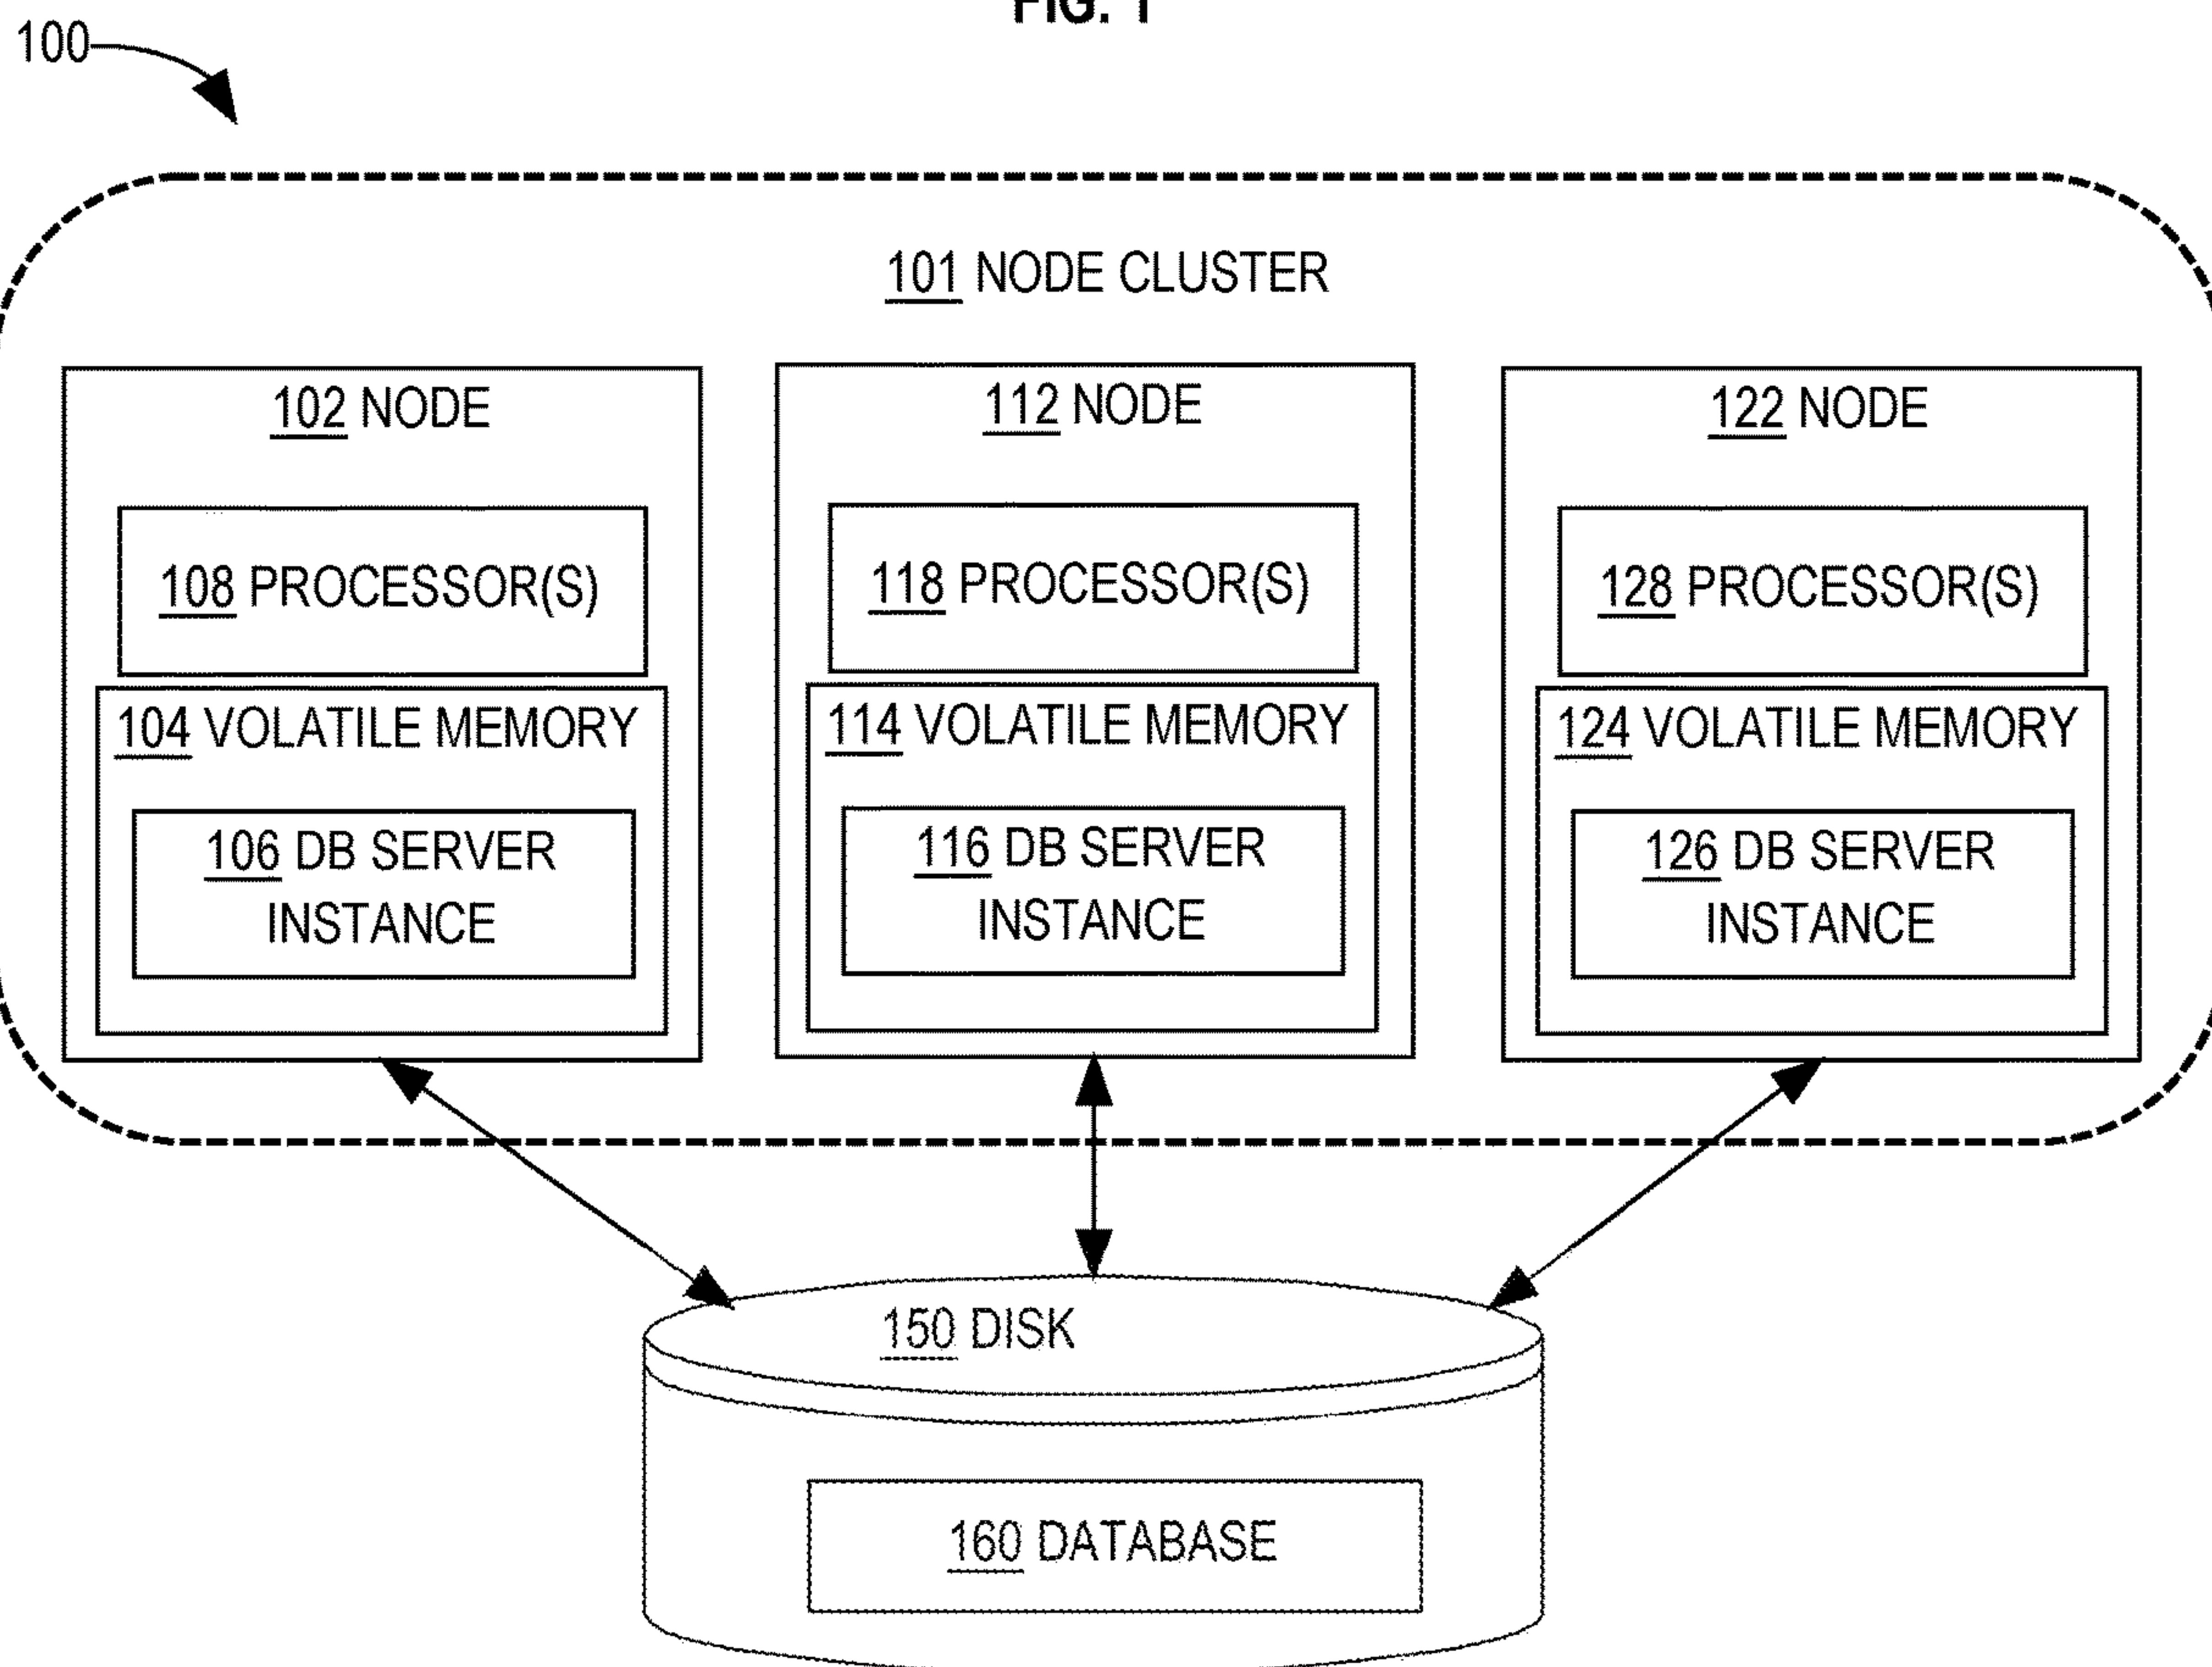 FIG. 1
100
101 NODE CLUSTER
102 NODE
108 PROCESSOR(S)
104 VOLATILE MEMORY
106 DB SERVER
INSTANCE
112 NODE
118 PROCESSOR(S)
114 VOLATILE MEMORY
116 DB SERVER
INSTANCE
122 NODE
128 PROCESSOR(S)
124 VOLATILE MEMORY
126 DB SERVER
INSTANCE
150 DISK
160 DATABASE